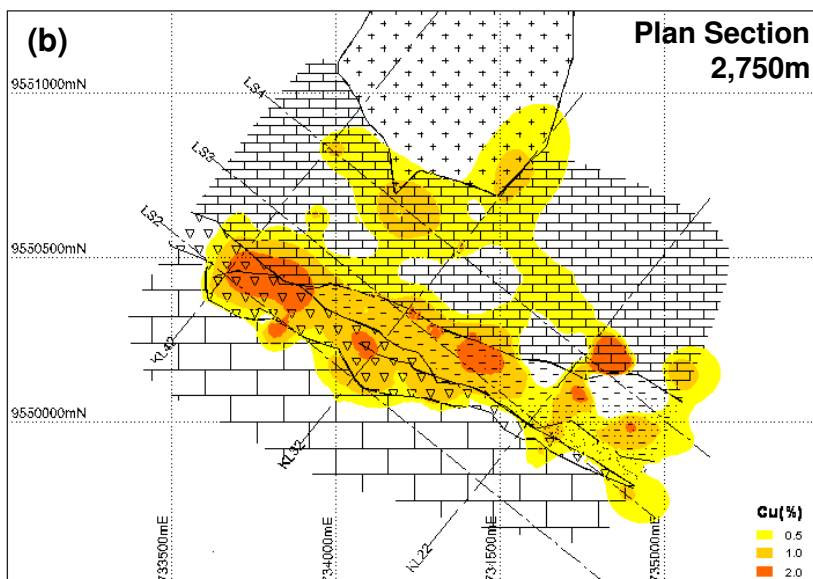 (b)
Plan Section
2,750m
9551000mN
LS4
LS3
LS2
9550500mN
KL42
9550000mN
KL32
KL22
733500mE
734000mE
734500mE
735000mE
Cu(%)
0.5
1.0
2.0